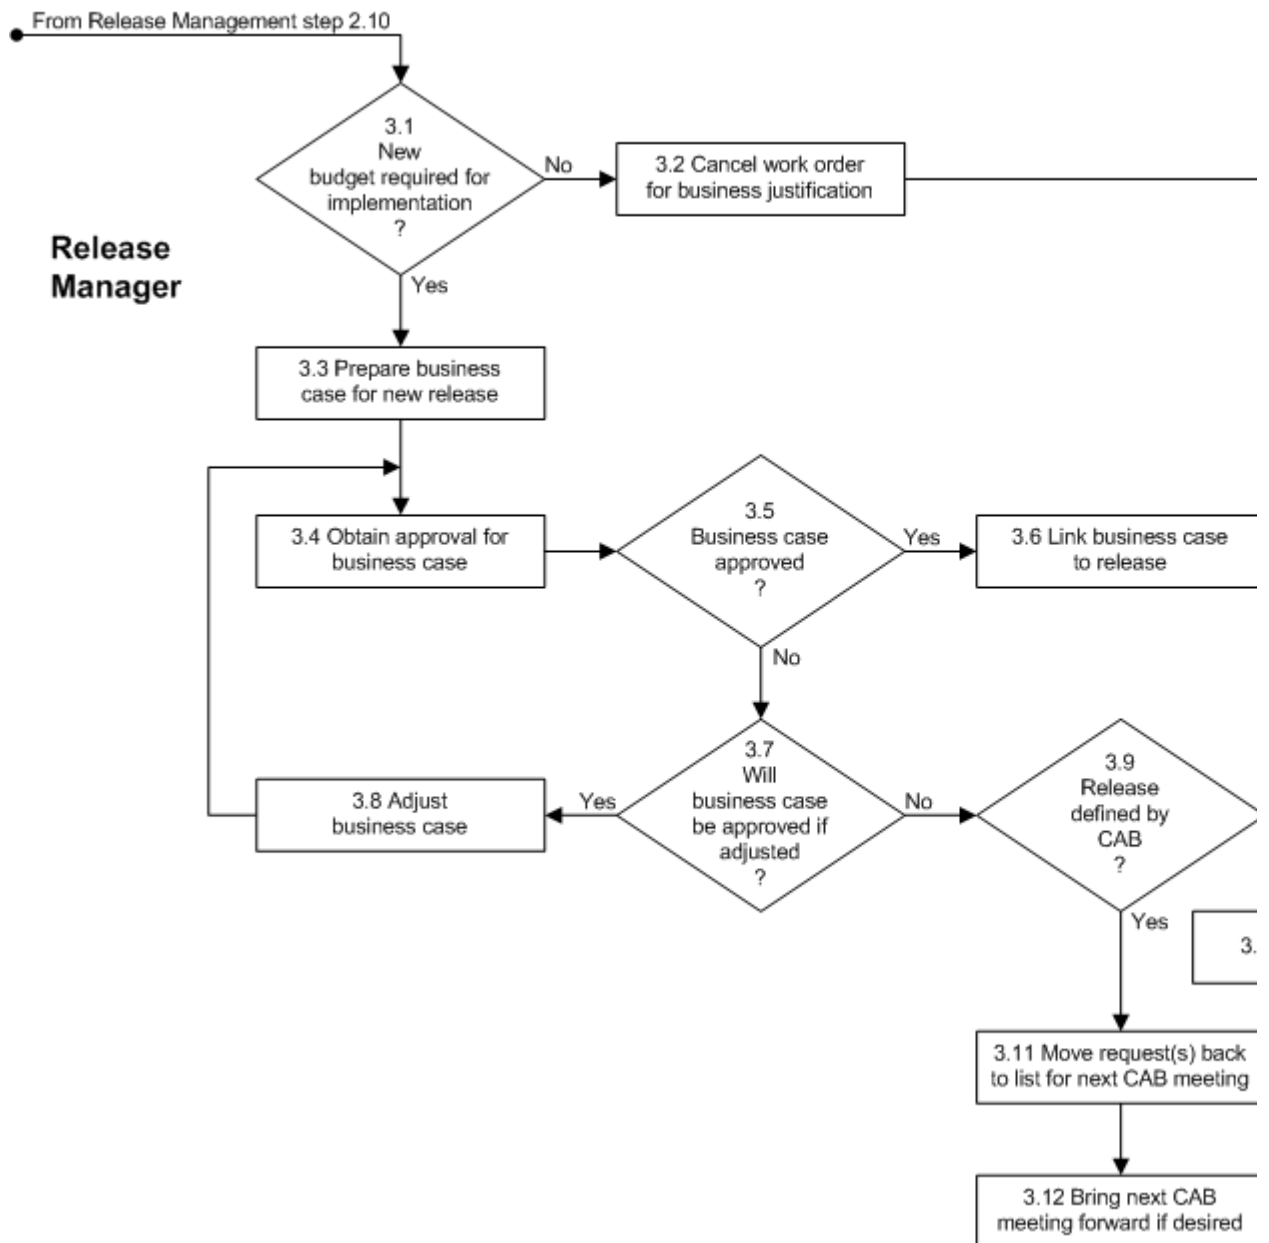 From Release Management step 2.10
3.1
New
budget required for
implementation
?
No
3.2 Cancel work order
for business justification
Release
Manager
Yes
3.3 Prepare business
case for new release
3.4 Obtain approval for
business case
3.5
Business case
approved
?
Yes
3.6 Link business case
to release
No
3.7
Will
business case
be approved if
adjusted
?
Yes
3.8 Adjust
business case
No
3.9
Release
defined by
CAB
?
Yes
3.
3.11 Move request(s) back
to list for next CAB meeting
3.12 Bring next CAB
meeting forward if desired